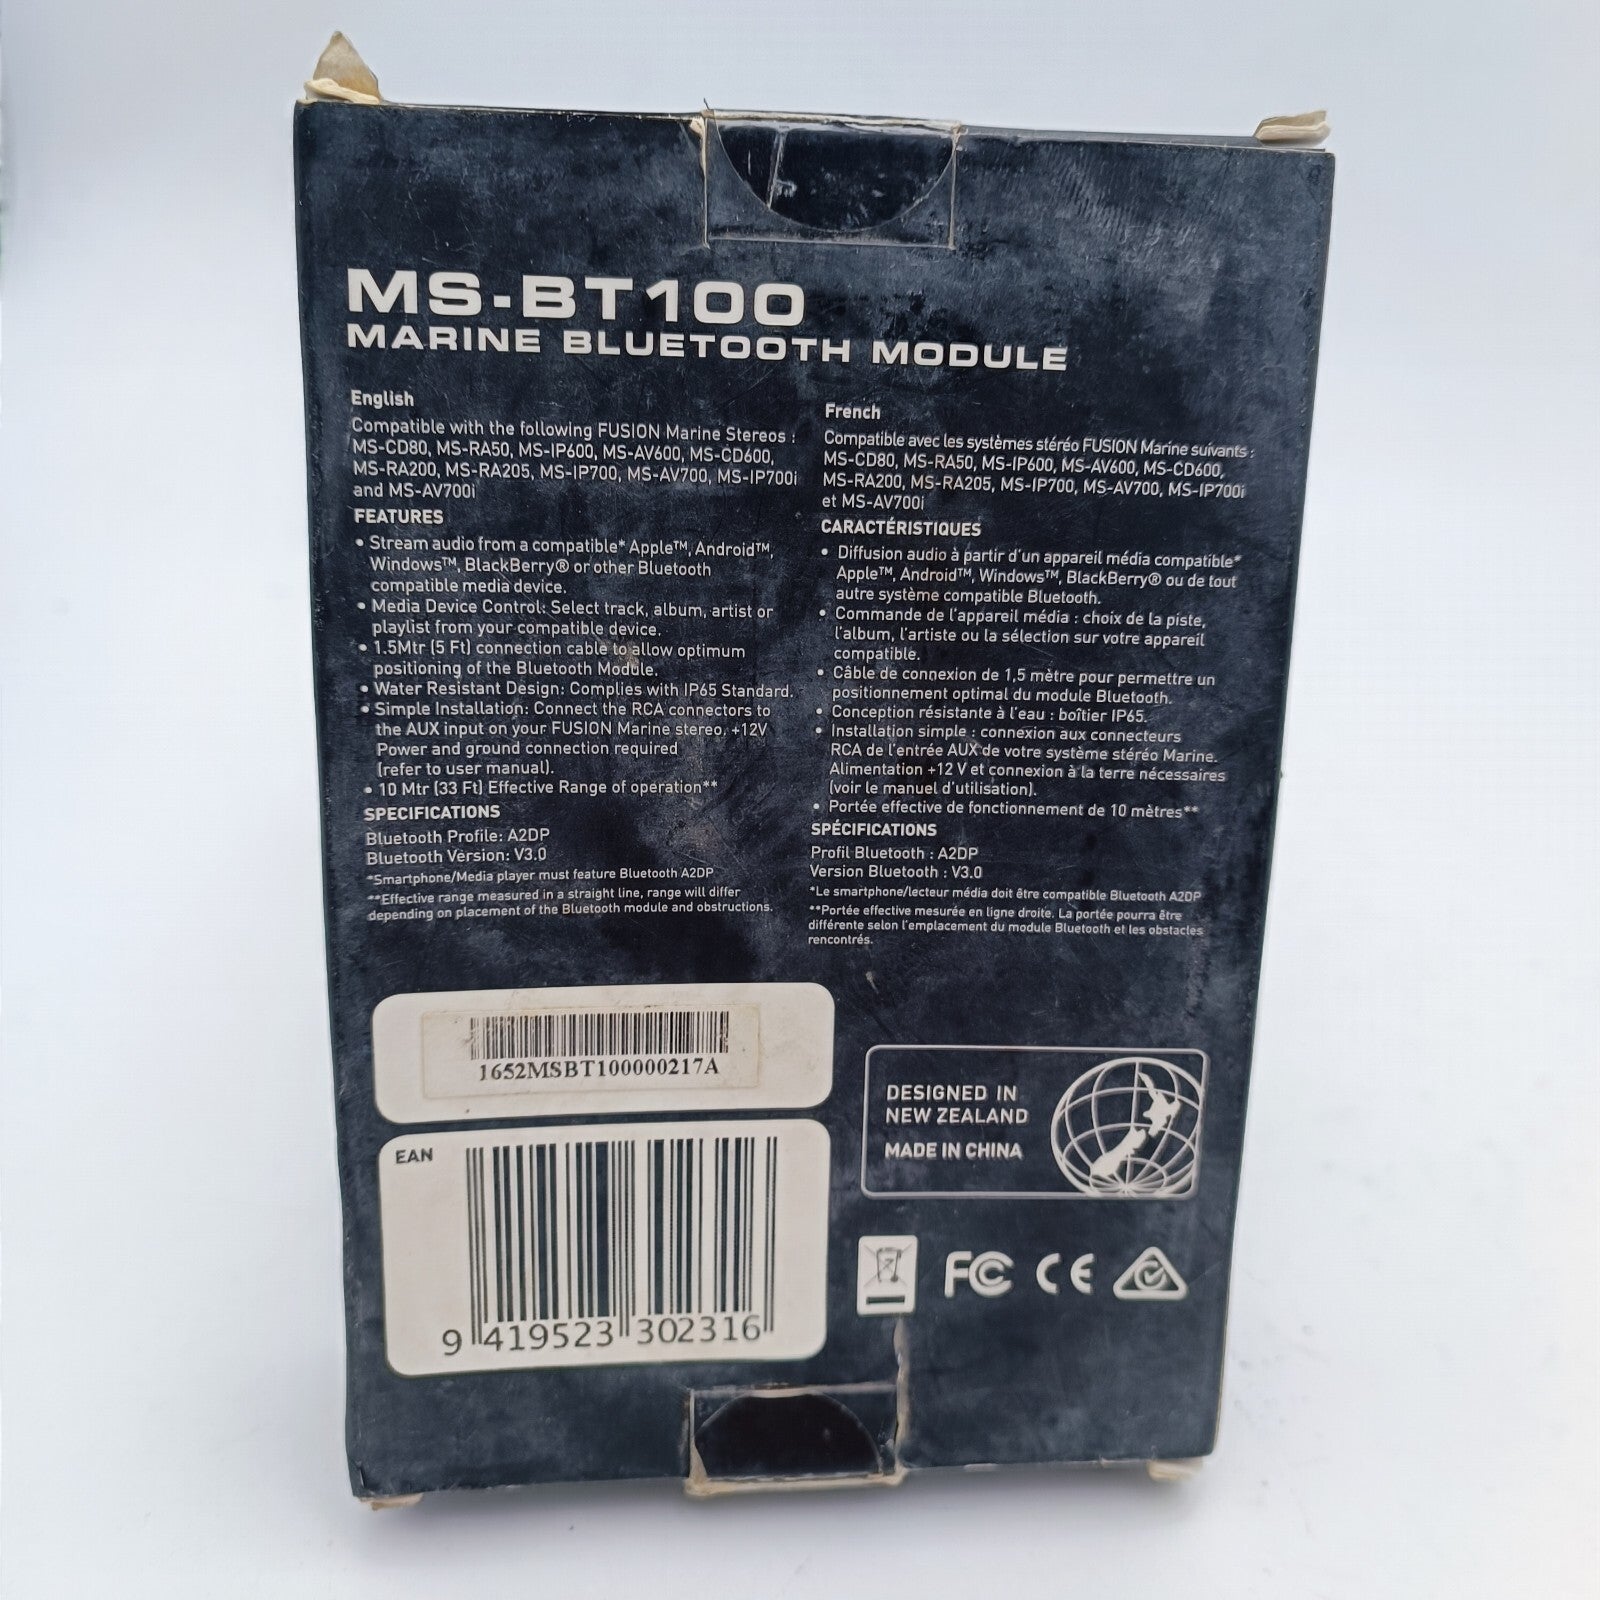 MS-BT100
MARINE BLUETOOTH MODULE
English
Compatible with the following FUSION Marine Stereos :
MS-CD80, MS-RA50, MS-IP600, MS-AV600, MS-CD600,
MS-RA200, MS-RA205, MS-IP700, MS-AV700, MS-IP700i
and MS-AV700i
FEATURES
• Stream audio from a compatible* Apple™, Android™,
Windows™, BlackBerry® or other Bluetooth
compatible media device.
• Media Device Control: Select track, album, artist or
playlist from your compatible device.
• 1.5Mtr (5 Ft) connection cable to allow optimum
positioning of the Bluetooth Module.
• Water Resistant Design: Complies with IP65 Standard.
• Simple Installation: Connect the RCA connectors to
the AUX input on your FUSION Marine stereo. +12V
Power and ground connection required
(refer to user manual).
• 10 Mtr (33 Ft) Effective Range of operation**
SPECIFICATIONS
Bluetooth Profile: A2DP
Bluetooth Version: V3.0
*Smartphone/Media player must feature Bluetooth A2DP
**Effective range measured in a straight line, range will differ
depending on placement of the Bluetooth module and obstructions.
French
Compatible avec les systèmes stéréo FUSION Marine suivants :
MS-CD80, MS-RA50, MS-IP600, MS-AV600, MS-CD600,
MS-RA200, MS-RA205, MS-IP700, MS-AV700, MS-IP700i
et MS-AV700i
CARACTÉRISTIQUES
• Diffusion audio à partir d'un appareil média compatible*
Apple™, Android™, Windows™, BlackBerry® ou de tout
autre système compatible Bluetooth.
• Commande de l'appareil média : choix de la piste,
l'album, l'artiste ou la sélection sur votre appareil
compatible.
• Câble de connexion de 1,5 mètre pour permettre un
positionnement optimal du module Bluetooth.
• Conception résistante à l'eau : boîtier IP65.
• Installation simple : connexion aux connecteurs
RCA de l'entrée AUX de votre système stéréo Marine.
Alimentation +12 V et connexion à la terre nécessaires
(voir le manuel d'utilisation).
• Portée effective de fonctionnement de 10 mètres**
SPÉCIFICATIONS
Profil Bluetooth : A2DP
Version Bluetooth : V3.0
*Le smartphone/lecteur média doit être compatible Bluetooth A2DP
**Portée effective mesurée en ligne droite. La portée pourra être
différente selon l'emplacement du module Bluetooth et les obstacles
rencontrés.
1652MSBT100000217A
EAN
9 419523 302316
DESIGNED IN
NEW ZEALAND
MADE IN CHINA
FC CE